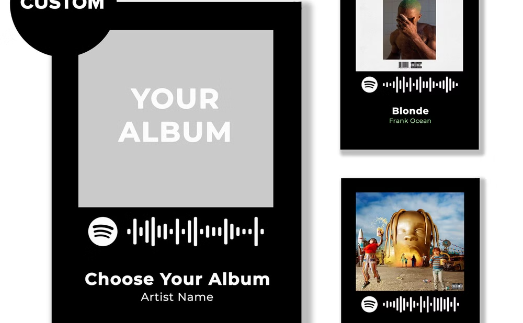 CUSTOM
YOUR
ALBUM
Choose Your Album
Artist Name
Blonde
Frank Ocean